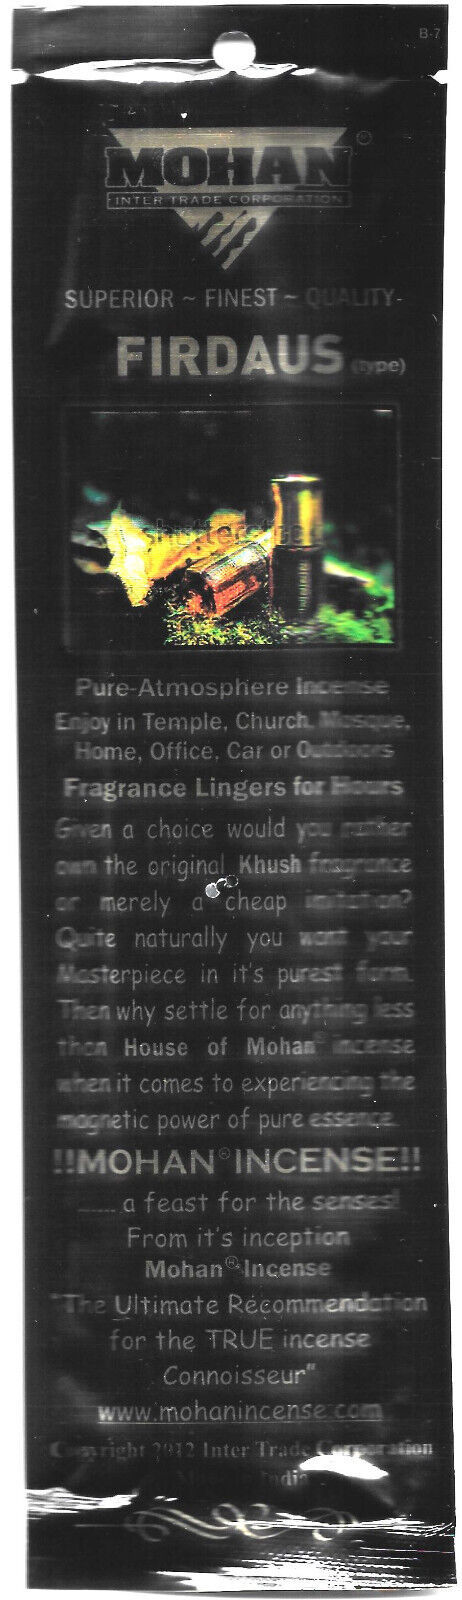 B-7
MOHAN®
INTER TRADE CORPORATION
SUPERIOR ~ FINEST ~ QUALITY
FIRDAUS (type)
Pure-Atmosphere Incense
Enjoy in Temple, Church, Mosque,
Home, Office, Car or Outdoors
Fragrance Lingers for Hours
Given a choice would you rather
own the original Khush fragrance
or merely a cheap imitation?
Quite naturally you want your
Masterpiece in it's purest form.
Then why settle for anything less
than House of Mohan® incense
when it comes to experiencing the
magnetic power of pure essence.
!!MOHAN® INCENSE!!
.....a feast for the senses!
From it's inception
Mohan® Incense
"The Ultimate Recommendation
for the TRUE incense
Connoisseur"
www.mohanincense.com
Copyright 2012 Inter Trade Corporation
Made in India